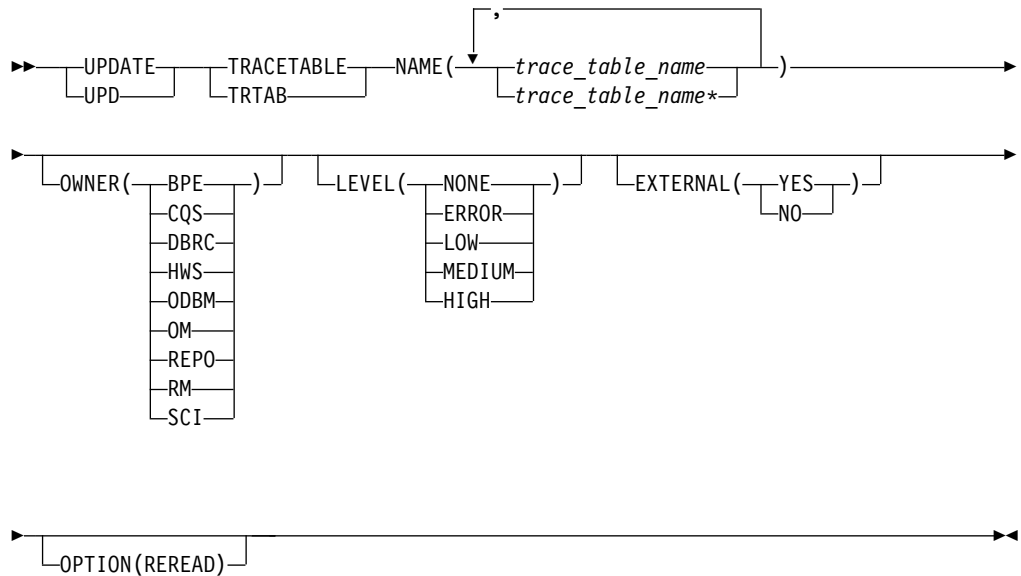 ,
UPDATE TRACETABLE NAME( trace_table_name )
UPD TRTAB trace_table_name*
OWNER( BPE ) LEVEL( NONE ) EXTERNAL( YES )
CQS ERROR NO
DBRC LOW
HWS MEDIUM
ODBM HIGH
OM
REPO
RM
SCI
OPTION(REREAD)